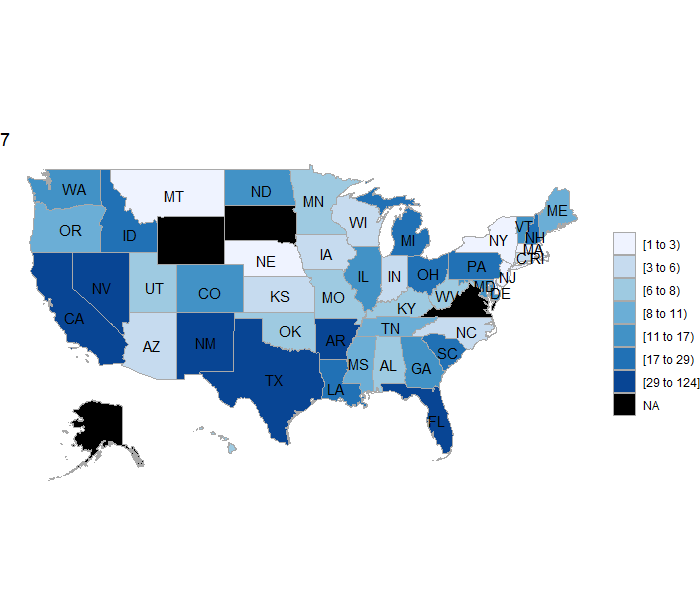 7
WA
MT
ND
MN
ME
OR
ID
WI
MI
VT
NH
NY
MA
CT
RI
NE
IA
PA
NJ
NV
UT
CO
IL
IN
OH
MD
DE
CA
KS
MO
KY
WV
AZ
NM
OK
AR
TN
NC
TX
LA
MS
AL
GA
SC
FL
[1 to 3)
[3 to 6)
[6 to 8)
[8 to 11)
[11 to 17)
[17 to 29)
[29 to 124]
NA